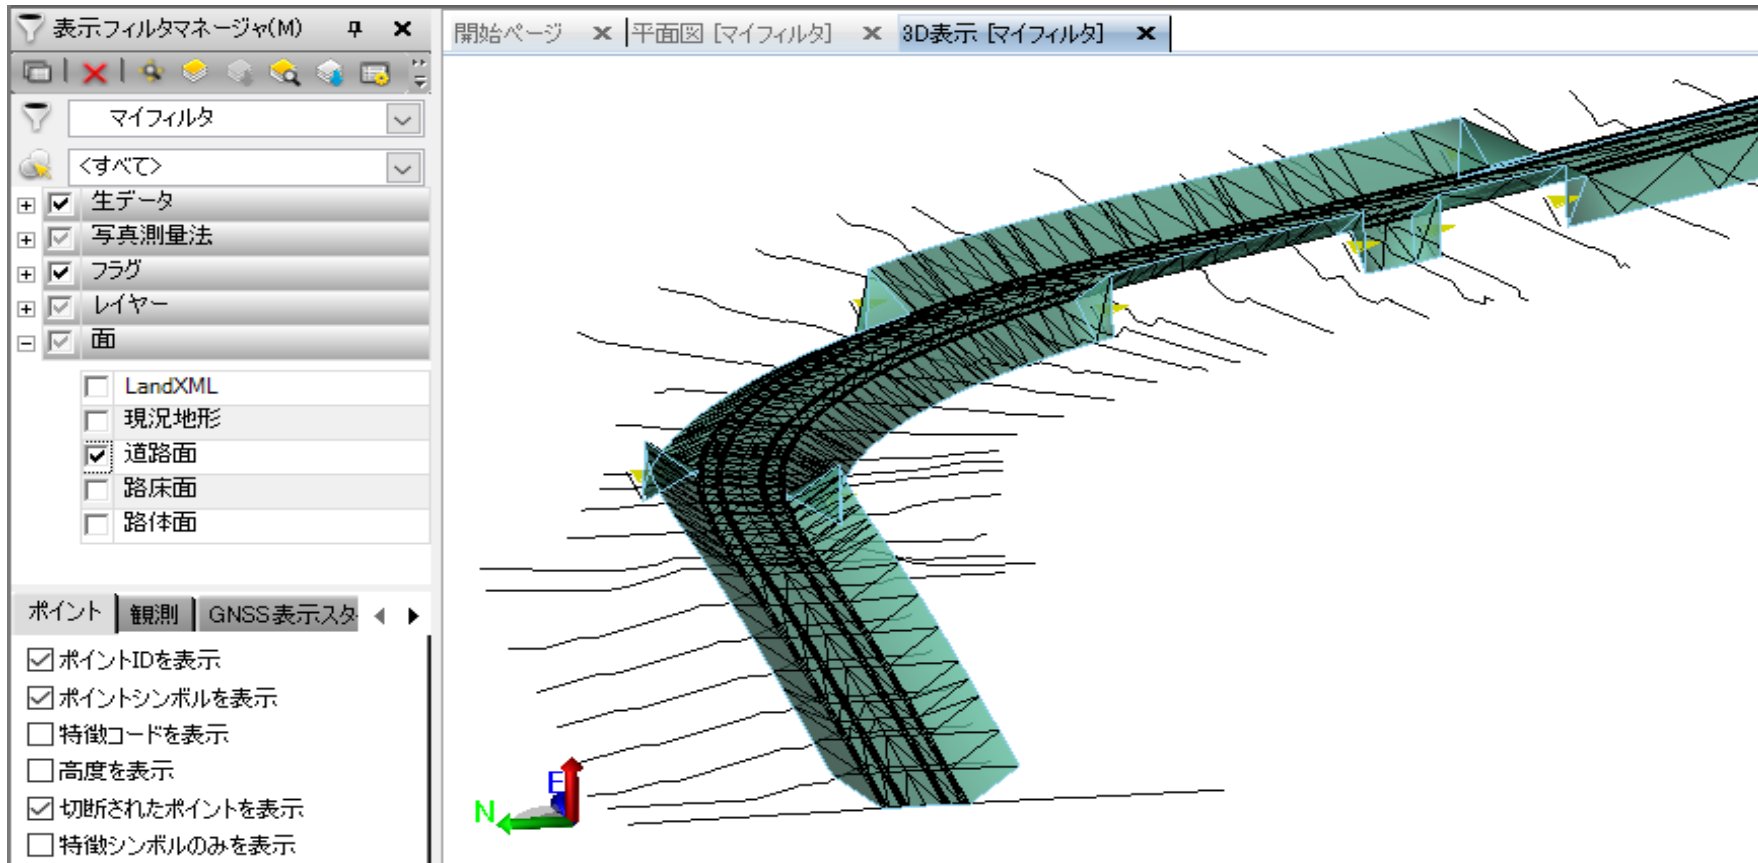 表示フィルタマネージャ(M)
開始ページ
平面図 [マイフィルタ]
3D表示 [マイフィルタ]
マイフィルタ
<すべて>
生データ
写真測量法
フラグ
レイヤー
面
LandXML
現況地形
道路面
路床面
路体面
ポイント
観測
GNSS表示スタ
ポイントIDを表示
ポイントシンボルを表示
特徴コードを表示
高度を表示
切断されたポイントを表示
特徴シンボルのみを表示
E
N